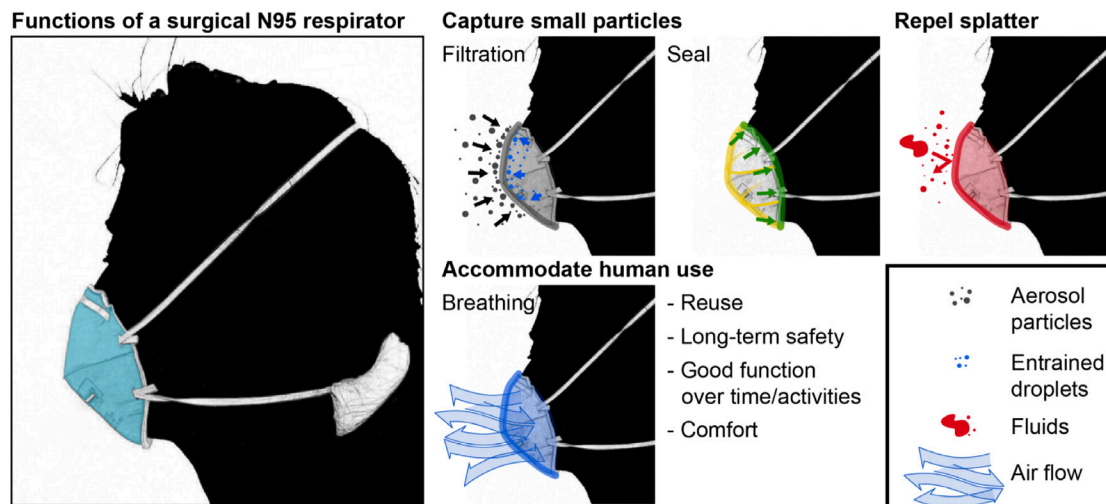 Functions of a surgical N95 respirator
Capture small particles
Repel splatter
Filtration
Seal
Accommodate human use
Breathing
- Reuse
- Long-term safety
- Good function
over time/activities
- Comfort
Aerosol
particles
Entrained
droplets
Fluids
Air flow